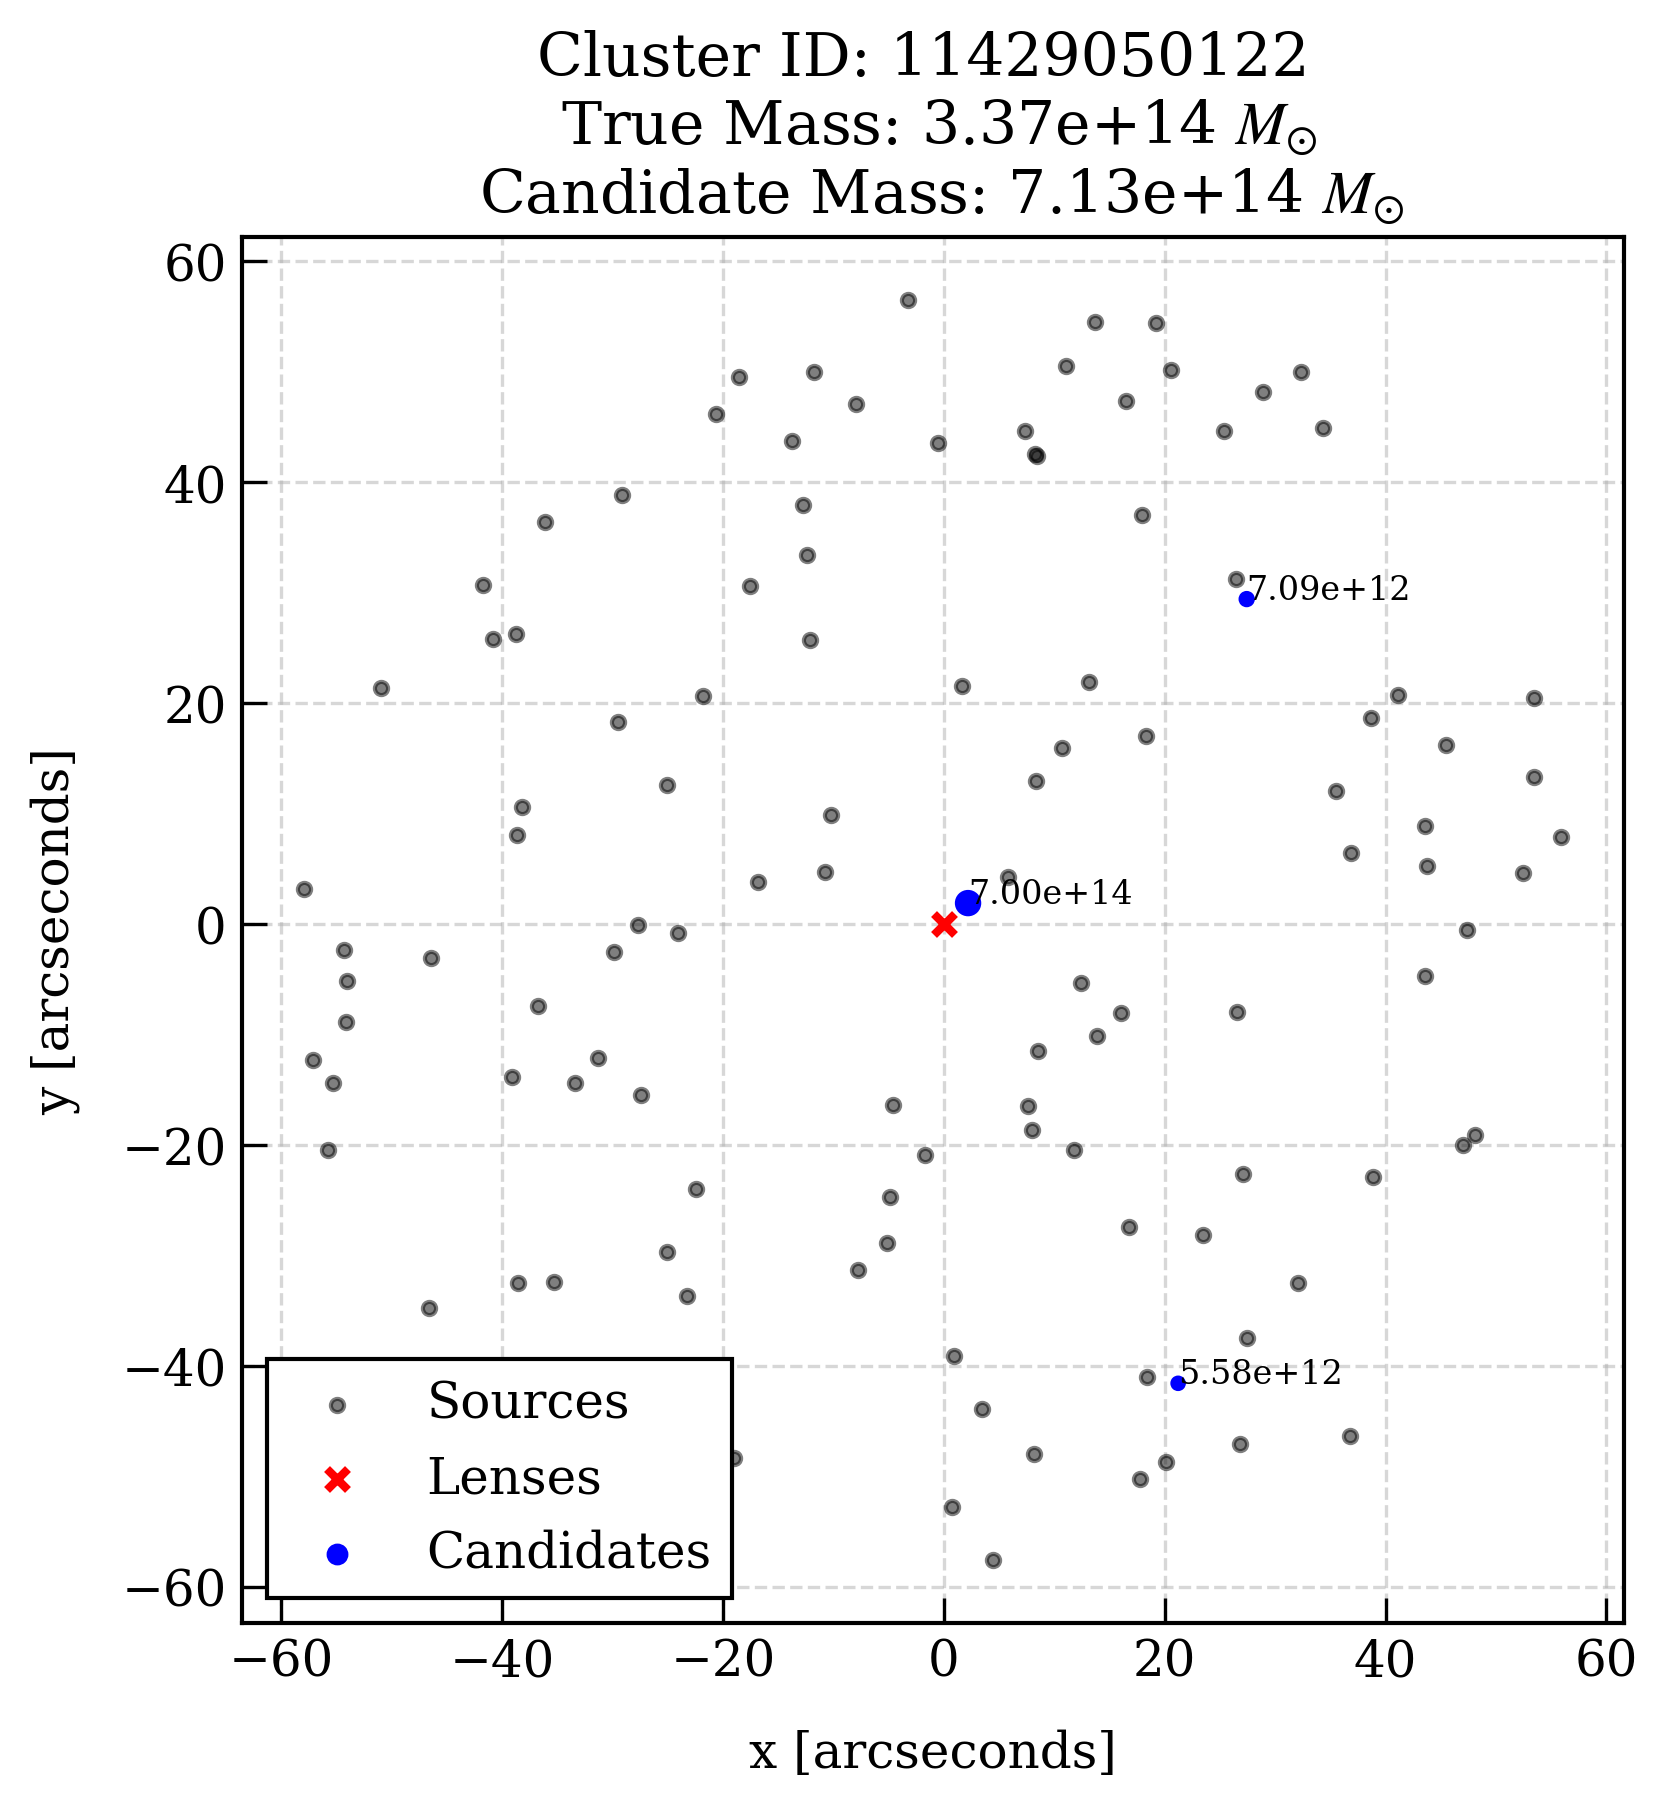 Cluster ID: 11429050122
True Mass: 3.37e+14 M☉
Candidate Mass: 7.13e+14 M☉
60
40
20
0
−20
−40
−60
y [arcseconds]
7.09e+12
7.00e+14
5.58e+12
Sources
Lenses
Candidates
−60 −40 −20 0 20 40 60
x [arcseconds]